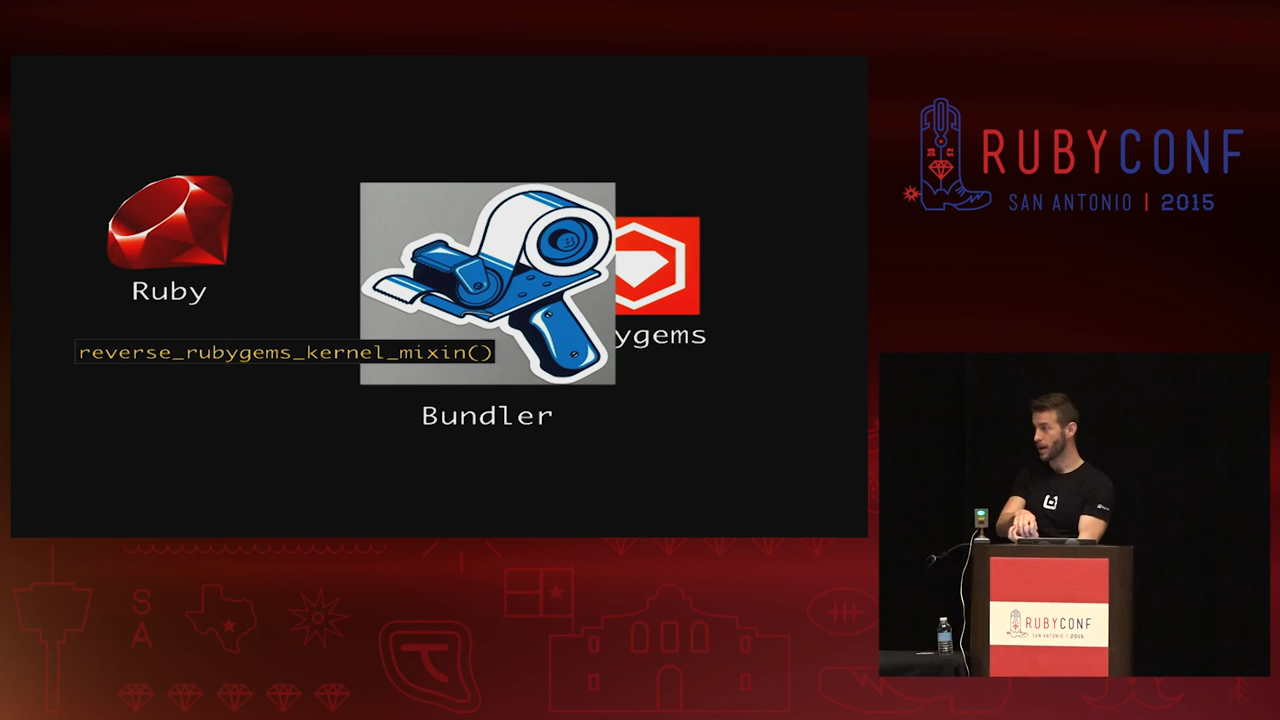 RUBYCONF
SAN ANTONIO | 2015
Ruby
ygems
reverse_rubygems_kernel_mixin()
Bundler
S
A
RUBYCONF
SAN ANTONIO | 2015